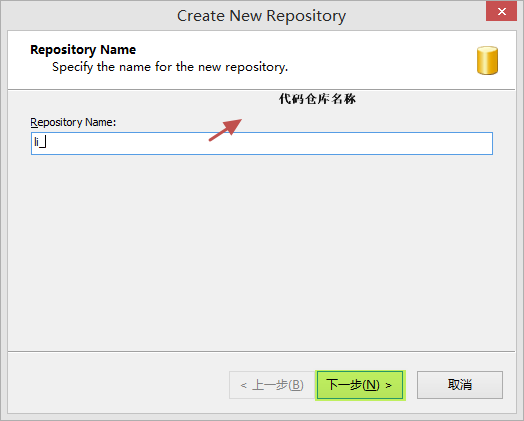 Create New Repository
Repository Name
Specify the name for the new repository.
代码仓库名称
Repository Name:
li_
< 上一步(B)
下一步(N) >
取消